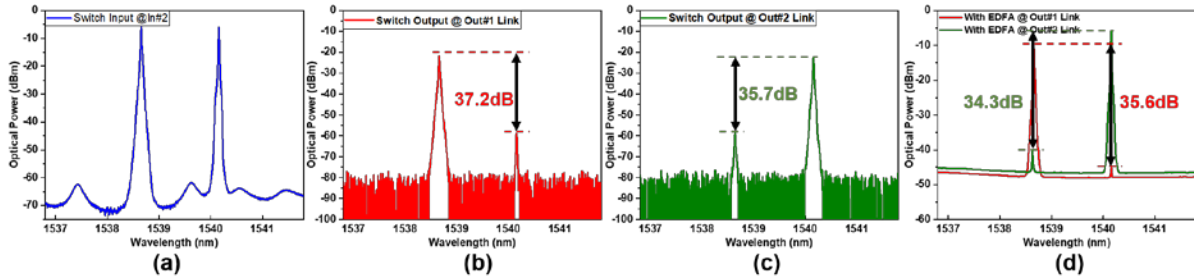 Switch Input @In#2
Optical Power (dBm)
0
-10
-20
-30
-40
-50
-60
-70
1537
1538
1539
1540
1541
Wavelength (nm)
(a)
Switch Output @ Out#1 Link
Optical Power (dBm)
0
-10
-20
-30
-40
-50
-60
-70
-80
-90
-100
37.2dB
1537
1538
1539
1540
1541
Wavelength (nm)
(b)
Switch Output @ Out#2 Link
Optical Power (dBm)
0
-10
-20
-30
-40
-50
-60
-70
-80
-90
-100
35.7dB
1537
1538
1539
1540
1541
Wavelength (nm)
(c)
With EDFA @ Out#1 Link
With EDFA @ Out#2 Link
Optical Power (dBm)
0
-10
-20
-30
-40
-50
-60
34.3dB
35.6dB
1537
1538
1539
1540
1541
Wavelength (nm)
(d)